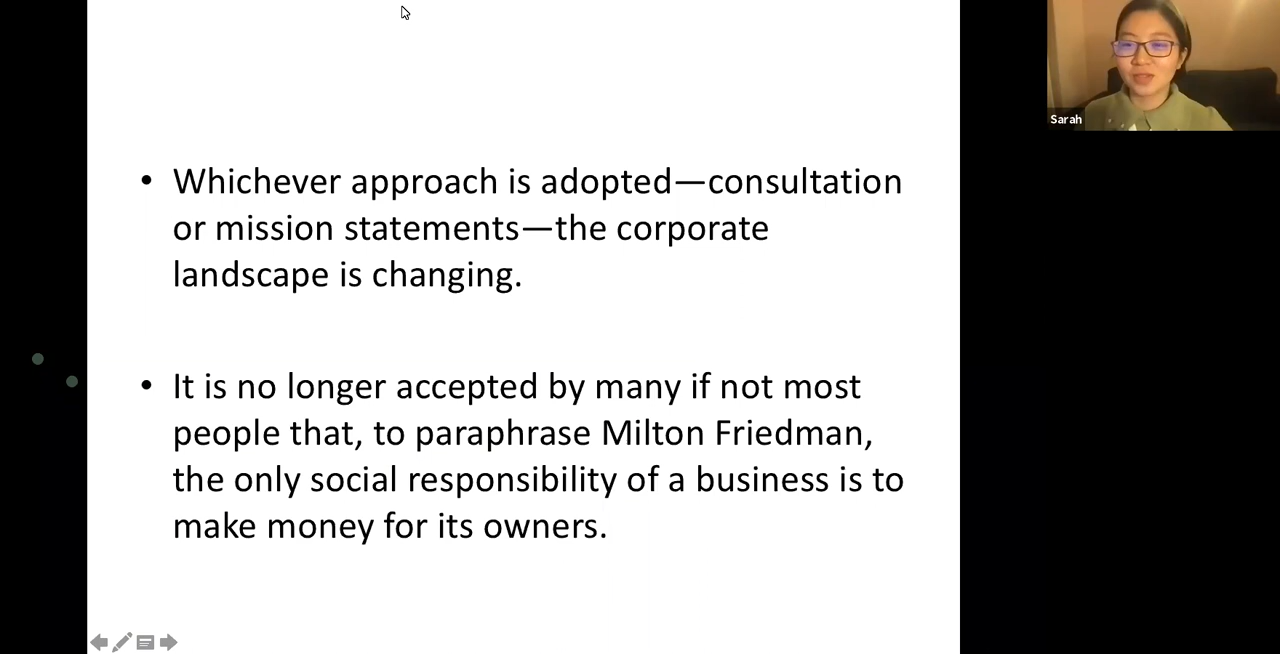 • Whichever approach is adopted—consultation
or mission statements—the corporate
landscape is changing.
• It is no longer accepted by many if not most
people that, to paraphrase Milton Friedman,
the only social responsibility of a business is to
make money for its owners.
Sarah